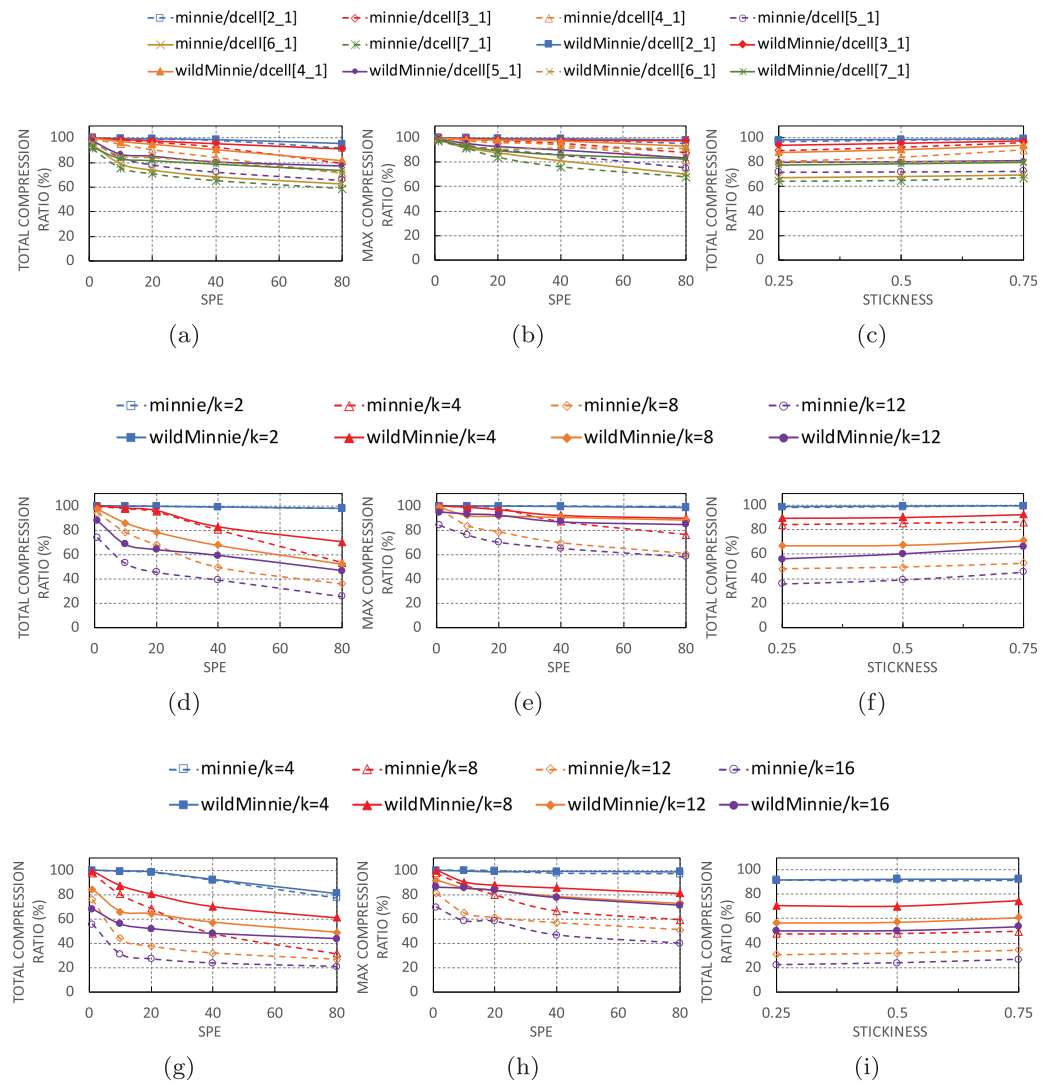 minnie/dcell[2_1] minnie/dcell[3_1] minnie/dcell[4_1] minnie/dcell[5_1]
minnie/dcell[6_1] minnie/dcell[7_1] wildMinnie/dcell[2_1] wildMinnie/dcell[3_1]
wildMinnie/dcell[4_1] wildMinnie/dcell[5_1] wildMinnie/dcell[6_1] wildMinnie/dcell[7_1]
TOTAL COMPRESSION
RATIO (%)
100
80
60
40
20
0
0 20 40 60 80
SPE
(a)
MAX COMPRESSION
RATIO (%)
100
80
60
40
20
0
0 20 40 60 80
SPE
(b)
TOTAL COMPRESSION
RATIO (%)
100
80
60
40
20
0
0.25 0.5 0.75
STICKNESS
(c)
minnie/k=2 minnie/k=4 minnie/k=8 minnie/k=12
wildMinnie/k=2 wildMinnie/k=4 wildMinnie/k=8 wildMinnie/k=12
TOTAL COMPRESSION
RATIO (%)
100
80
60
40
20
0
0 20 40 60 80
SPE
(d)
MAX COMPRESSION
RATIO (%)
100
80
60
40
20
0
0 20 40 60 80
SPE
(e)
TOTAL COMPRESSION
RATIO (%)
100
80
60
40
20
0
0.25 0.5 0.75
STICKNESS
(f)
minnie/k=4 minnie/k=8 minnie/k=12 minnie/k=16
wildMinnie/k=4 wildMinnie/k=8 wildMinnie/k=12 wildMinnie/k=16
TOTAL COMPRESSION
RATIO (%)
100
80
60
40
20
0
0 20 40 60 80
SPE
(g)
MAX COMPRESSION
RATIO (%)
100
80
60
40
20
0
0 20 40 60 80
SPE
(h)
TOTAL COMPRESSION
RATIO (%)
100
80
60
40
20
0
0.25 0.5 0.75
STICKINESS
(i)